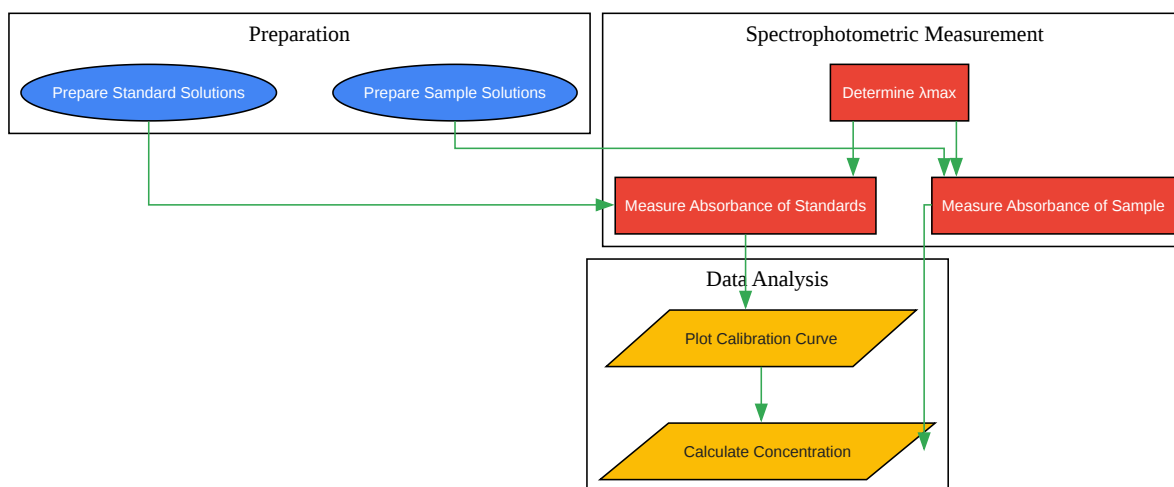 Preparation
Prepare Standard Solutions
Prepare Sample Solutions
Spectrophotometric Measurement
Determine λmax
Measure Absorbance of Standards
Measure Absorbance of Sample
Data Analysis
Plot Calibration Curve
Calculate Concentration